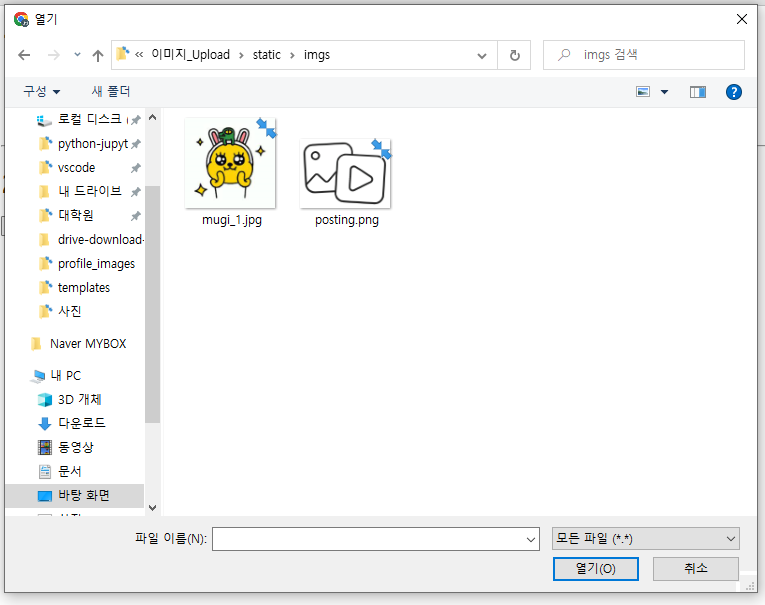 열기
이미지_Upload static imgs
imgs 검색
구성 새 폴더
로컬 디스크
python-jupyt
vscode
내 드라이브
대학원
drive-download-
profile_images
templates
사진
Naver MYBOX
내 PC
3D 개체
다운로드
동영상
문서
바탕 화면
mugi_1.jpg
posting.png
파일 이름(N):
모든 파일 (*.*)
열기(O)
취소